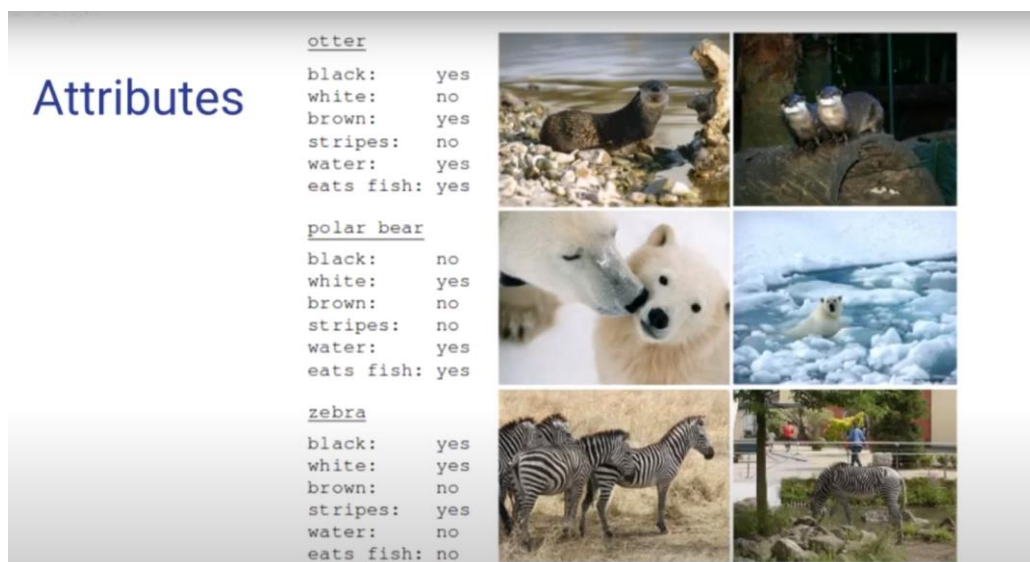 Attributes
otter
black: yes
white: no
brown: yes
stripes: no
water: yes
eats fish: yes
polar bear
black: no
white: yes
brown: no
stripes: no
water: yes
eats fish: yes
zebra
black: yes
white: yes
brown: no
stripes: yes
water: no
eats fish: no